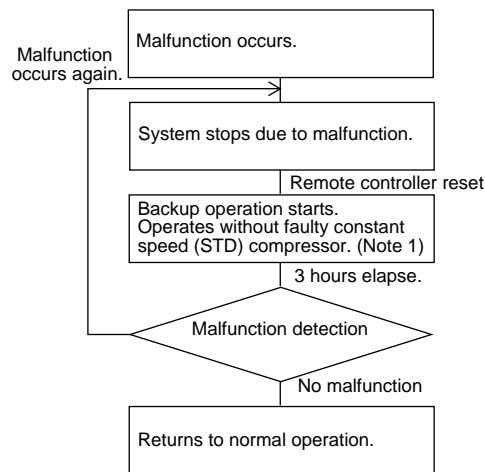 Malfunction occurs.
Malfunction
occurs again.
System stops due to malfunction.
Remote controller reset
Backup operation starts.
Operates without faulty constant
speed (STD) compressor. (Note 1)
3 hours elapse.
Malfunction detection
No malfunction
Returns to normal operation.